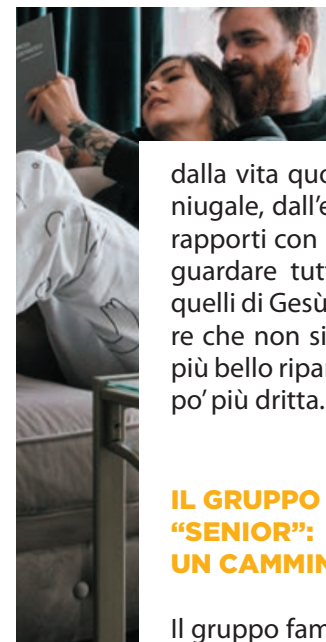 dalla vita quo
niugale, dall'e
rapporti con
guardare tut
quelli di Gesù
re che non si
più bello ripar
po' più dritta.
IL GRUPPO
“SENIOR”:
UN CAMMIN
Il gruppo fam